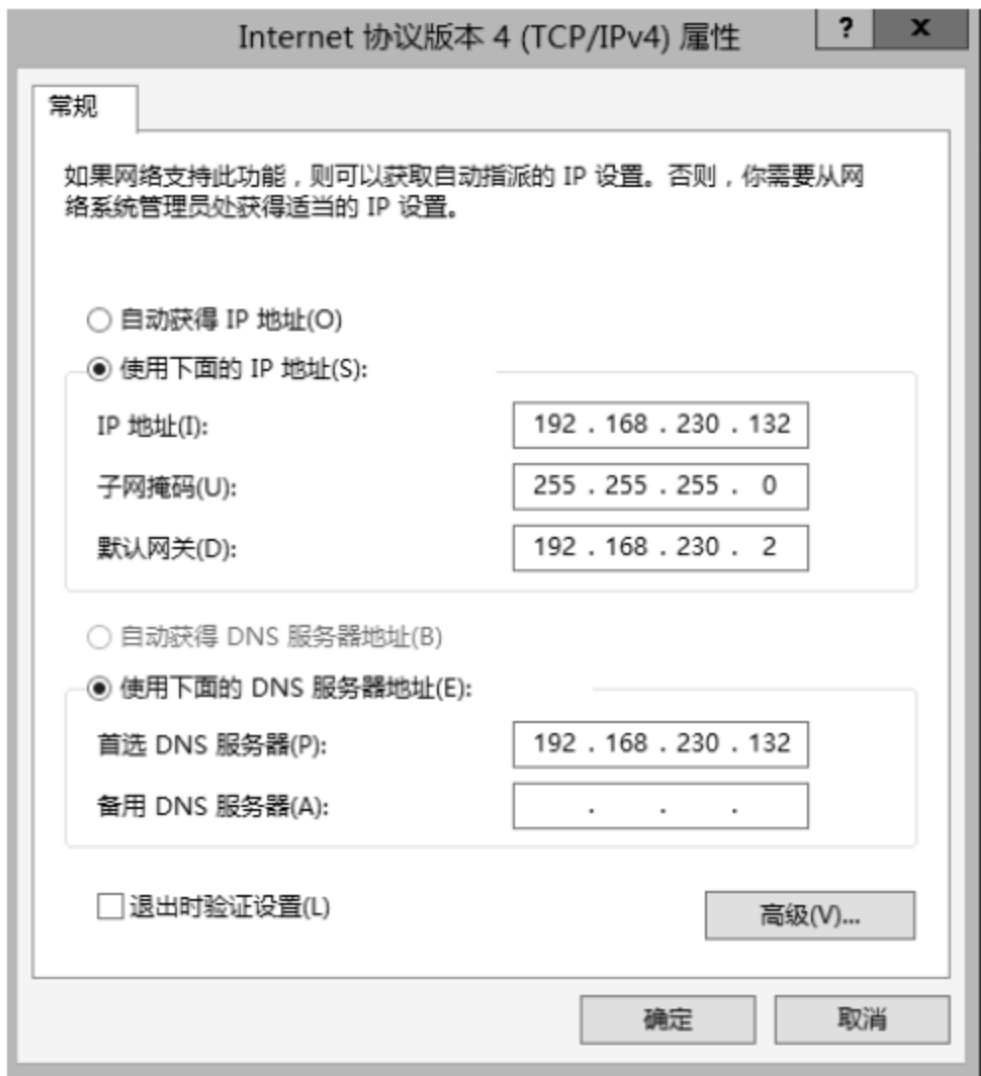 Internet 协议版本 4 (TCP/IPv4) 属性
?
x
常规
如果网络支持此功能，则可以获取自动指派的 IP 设置。否则，你需要从网
络系统管理员处获得适当的 IP 设置。
自动获得 IP 地址(O)
使用下面的 IP 地址(S):
IP 地址(I): 192 . 168 . 230 . 132
子网掩码(U): 255 . 255 . 255 . 0
默认网关(D): 192 . 168 . 230 . 2
自动获得 DNS 服务器地址(B)
使用下面的 DNS 服务器地址(E):
首选 DNS 服务器(P): 192 . 168 . 230 . 132
备用 DNS 服务器(A): . . .
退出时验证设置(L)
高级(V)...
确定
取消